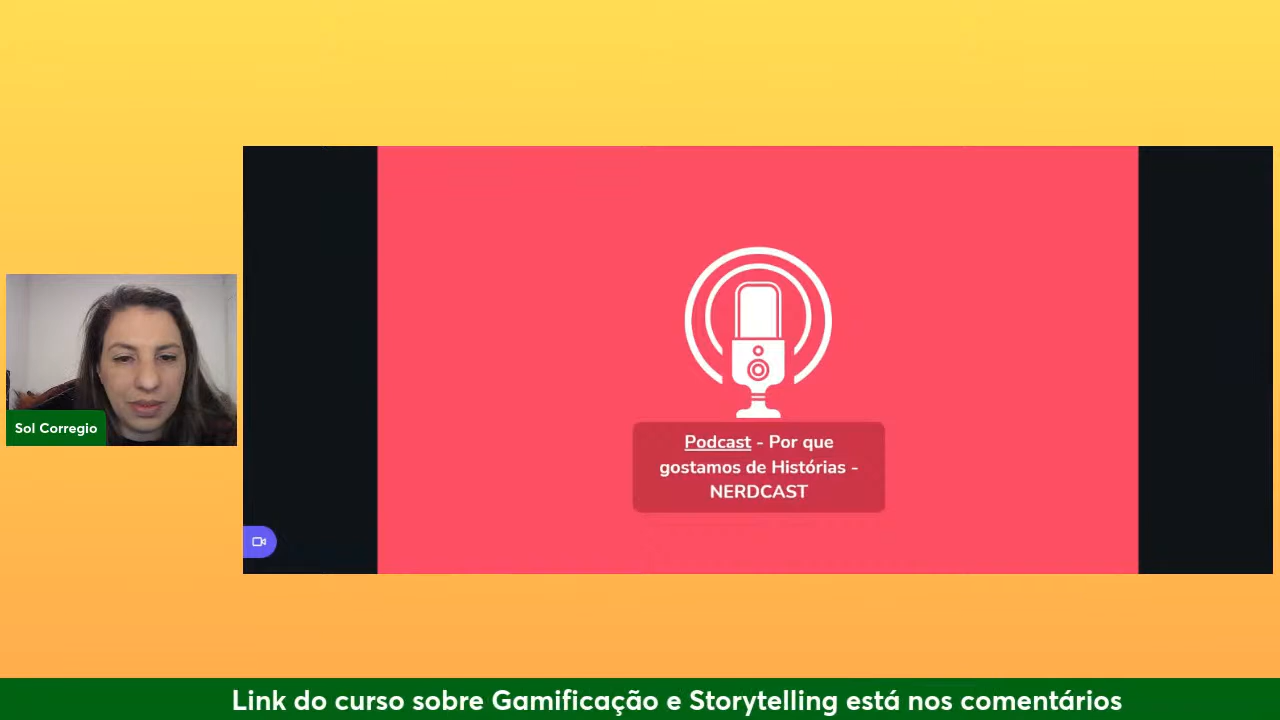 Sol Corregio
Podcast - Por que
gostamos de Histórias -
NERDCAST
Link do curso sobre Gamificação e Storytelling está nos comentários